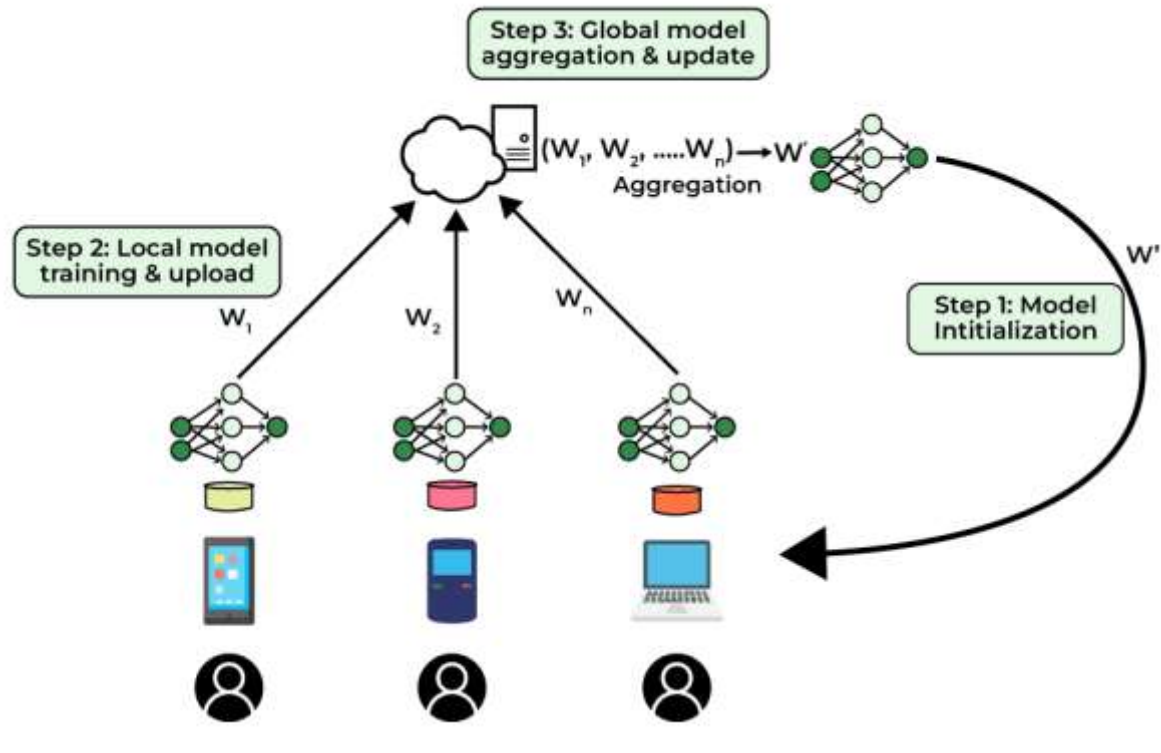 Step 3: Global model
aggregation & update
(W₁, W₂, .....Wₙ) → W'
Aggregation
Step 2: Local model
training & upload
W'
Step 1: Model
Intitialization
W₁
W₂
Wₙ